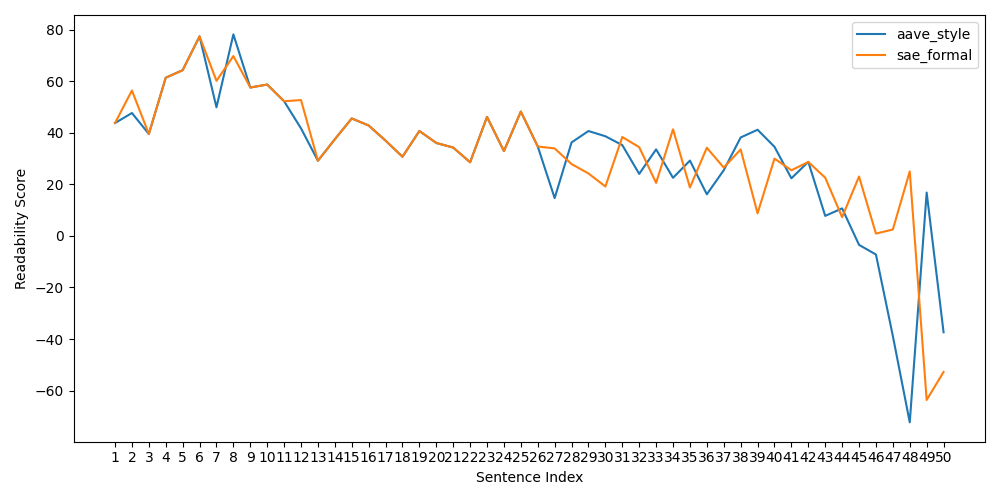 aave_style
sae_formal
80
60
40
20
0
−20
−40
−60
Readability Score
1 2 3 4 5 6 7 8 9 10 11 12 13 14 15 16 17 18 19 20 21 22 23 24 25 26 27 28 29 30 31 32 33 34 35 36 37 38 39 40 41 42 43 44 45 46 47 48 49 50
Sentence Index